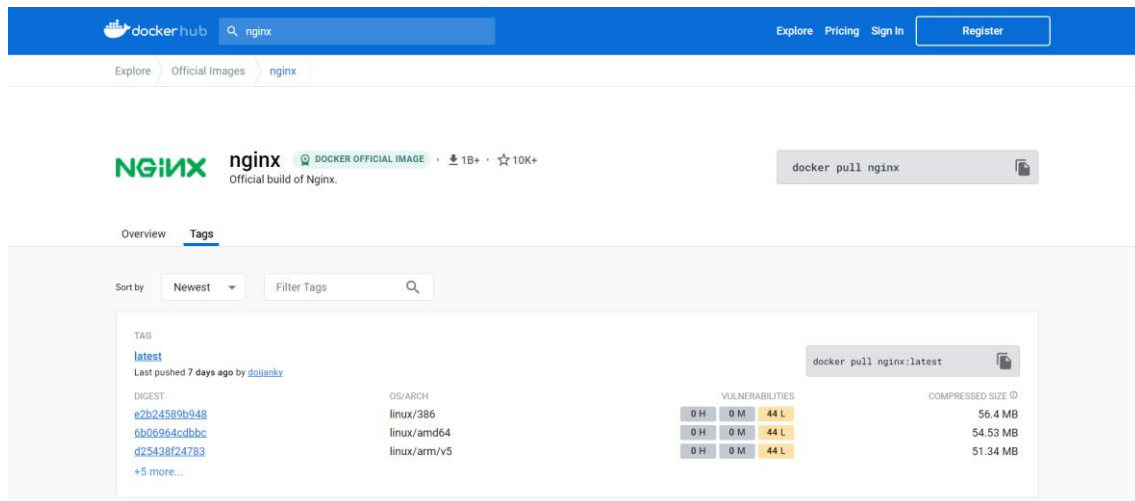 dockerhub nginx Explore Pricing Sign In Register
Explore Official Images nginx
NGINX
nginx DOCKER OFFICIAL IMAGE · 1B+ · 10K+
Official build of Nginx.
docker pull nginx
Overview Tags
Sort by Newest Filter Tags
TAG
latest
Last pushed 7 days ago by doijanky
docker pull nginx:latest
DIGEST OS/ARCH VULNERABILITIES COMPRESSED SIZE
e2b24589b948 linux/386 0 H 0 M 44 L 56.4 MB
6b06964cdbbc linux/amd64 0 H 0 M 44 L 54.53 MB
d25438f24783 linux/arm/v5 0 H 0 M 44 L 51.34 MB
+5 more...